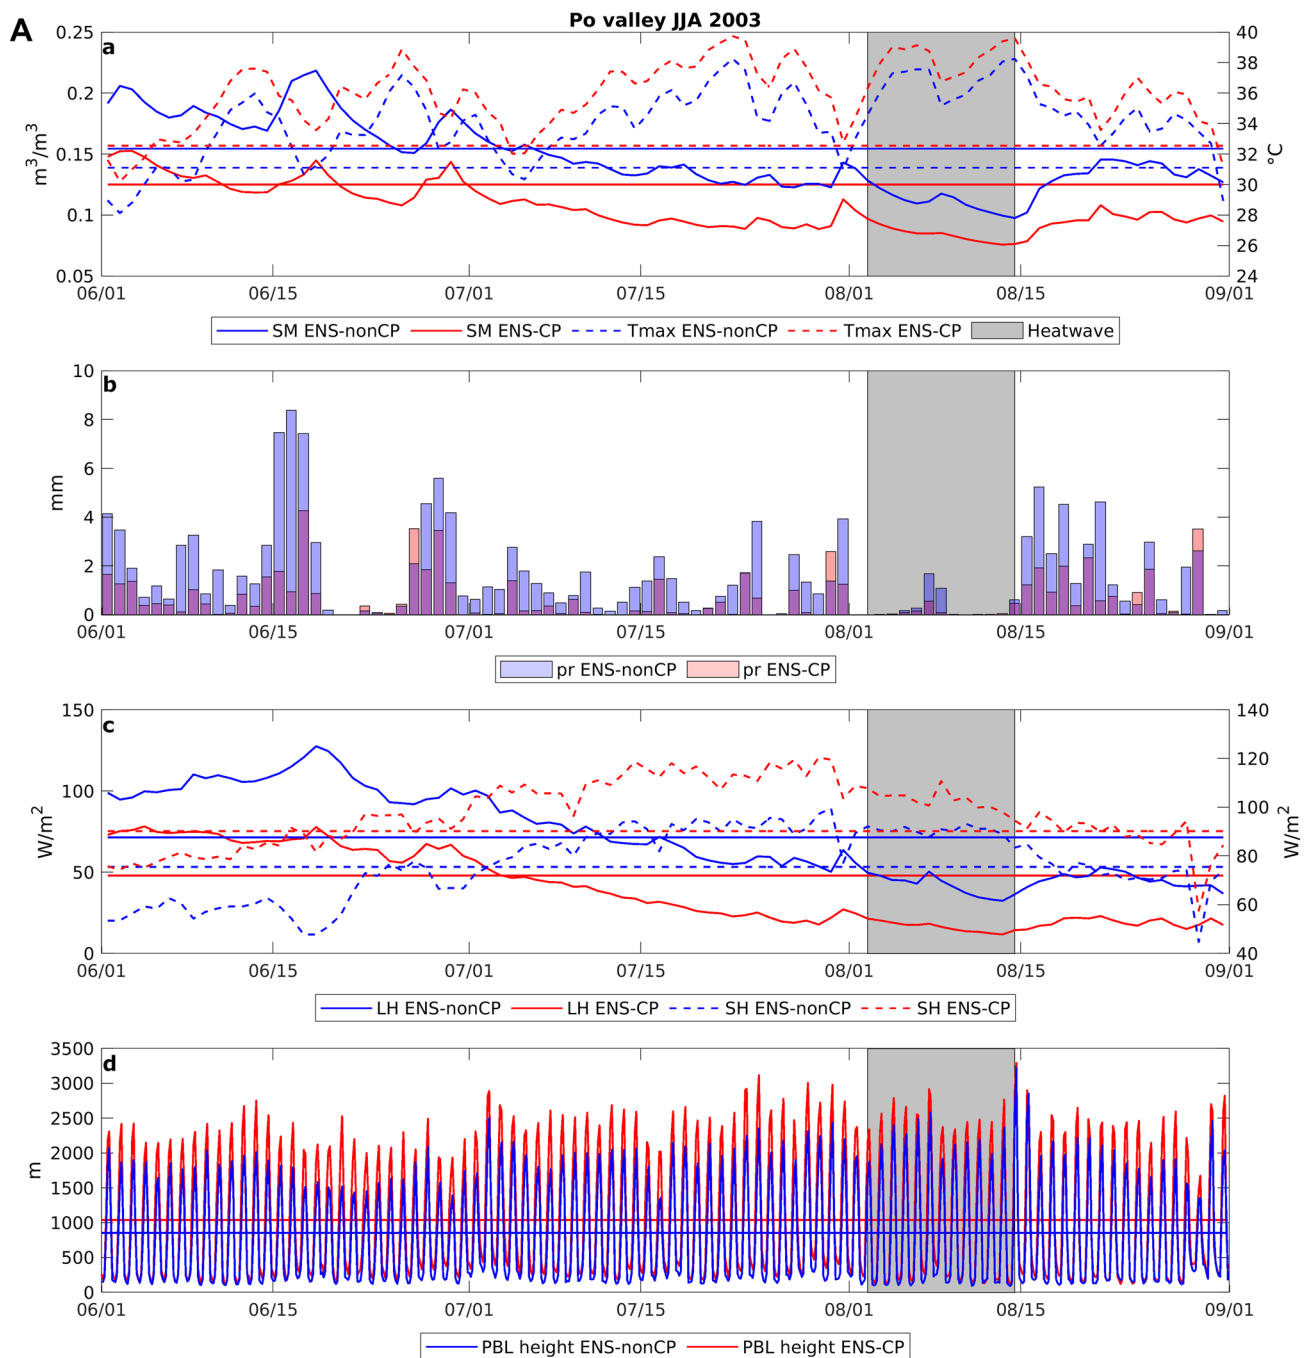 A
Po valley JJA 2003
a
0.25
0.2
0.15
0.1
0.05
m³/m³
40
38
36
34
32
30
28
26
24
°C
06/01 06/15 07/01 07/15 08/01 08/15 09/01
SM ENS-nonCP SM ENS-CP Tmax ENS-nonCP Tmax ENS-CP Heatwave
b
10
8
6
4
2
0
mm
06/01 06/15 07/01 07/15 08/01 08/15 09/01
pr ENS-nonCP pr ENS-CP
c
150
100
50
0
W/m²
140
120
100
80
60
40
W/m²
06/01 06/15 07/01 07/15 08/01 08/15 09/01
LH ENS-nonCP LH ENS-CP SH ENS-nonCP SH ENS-CP
d
3500
3000
2500
2000
1500
1000
500
0
m
06/01 06/15 07/01 07/15 08/01 08/15 09/01
PBL height ENS-nonCP PBL height ENS-CP